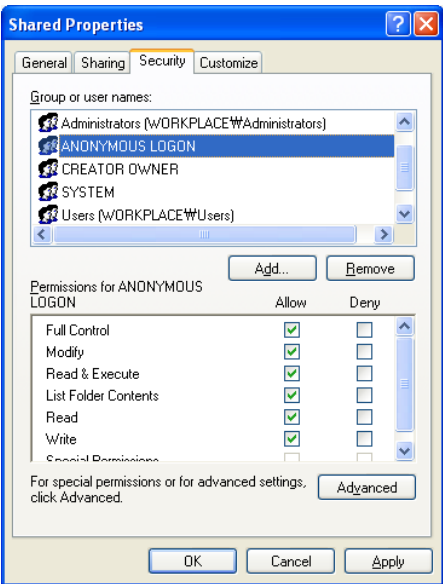 Shared Properties
General Sharing Security Customize
Group or user names:
Administrators (WORKPLACE₩Administrators)
ANONYMOUS LOGON
CREATOR OWNER
SYSTEM
Users (WORKPLACE₩Users)
Add... Remove
Permissions for ANONYMOUS
LOGON Allow Deny
Full Control
Modify
Read & Execute
List Folder Contents
Read
Write
Special Permissions
For special permissions or for advanced settings,
click Advanced. Advanced
OK Cancel Apply